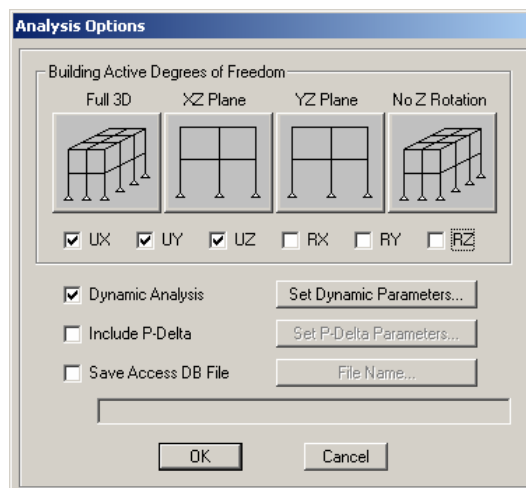 Analysis Options
Building Active Degrees of Freedom
Full 3D XZ Plane YZ Plane No Z Rotation
UX UY UZ RX RY RZ
Dynamic Analysis Set Dynamic Parameters...
Include P-Delta Set P-Delta Parameters...
Save Access DB File File Name...
OK Cancel